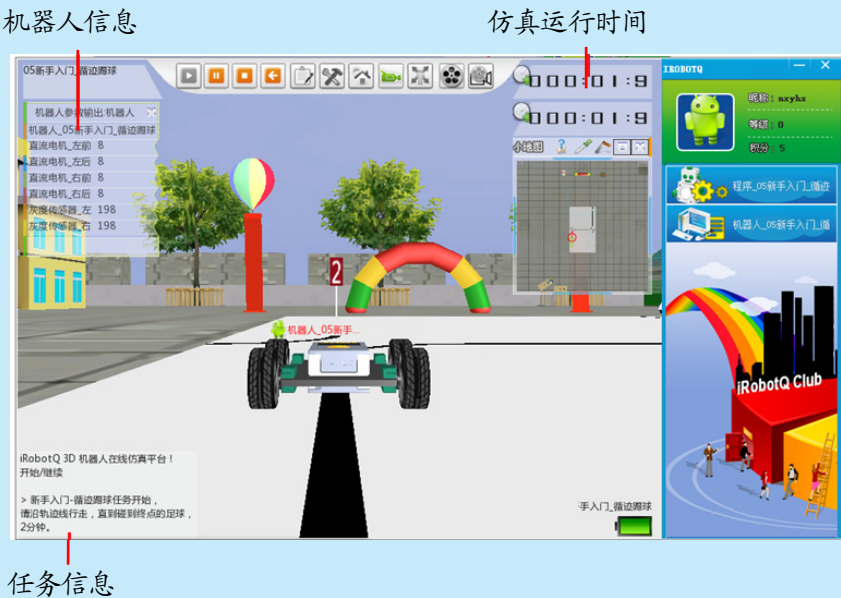 机器人信息
仿真运行时间
05新手入门_循迹踢球
000:01:9
000:01:9
机器人参数输出:机器人
机器人_05新手入门_循迹踢球
直流电机_左前 8
直流电机_左后 8
直流电机_右前 8
直流电机_右后 8
灰度传感器_左 198
灰度传感器_右 198
小地图
2
机器人_05新手...
iRobotQ 3D 机器人在线仿真平台！
开始/继续
> 新手入门-循迹踢球任务开始，
请沿轨迹线行走，直到碰到终点的足球，
2分钟。
手入门_循迹踢球
IROBOTQ
昵称：nxyhx
等级：0
积分：5
程序_05新手入门_循迹
机器人_05新手入门_循
iRobotQ Club
任务信息